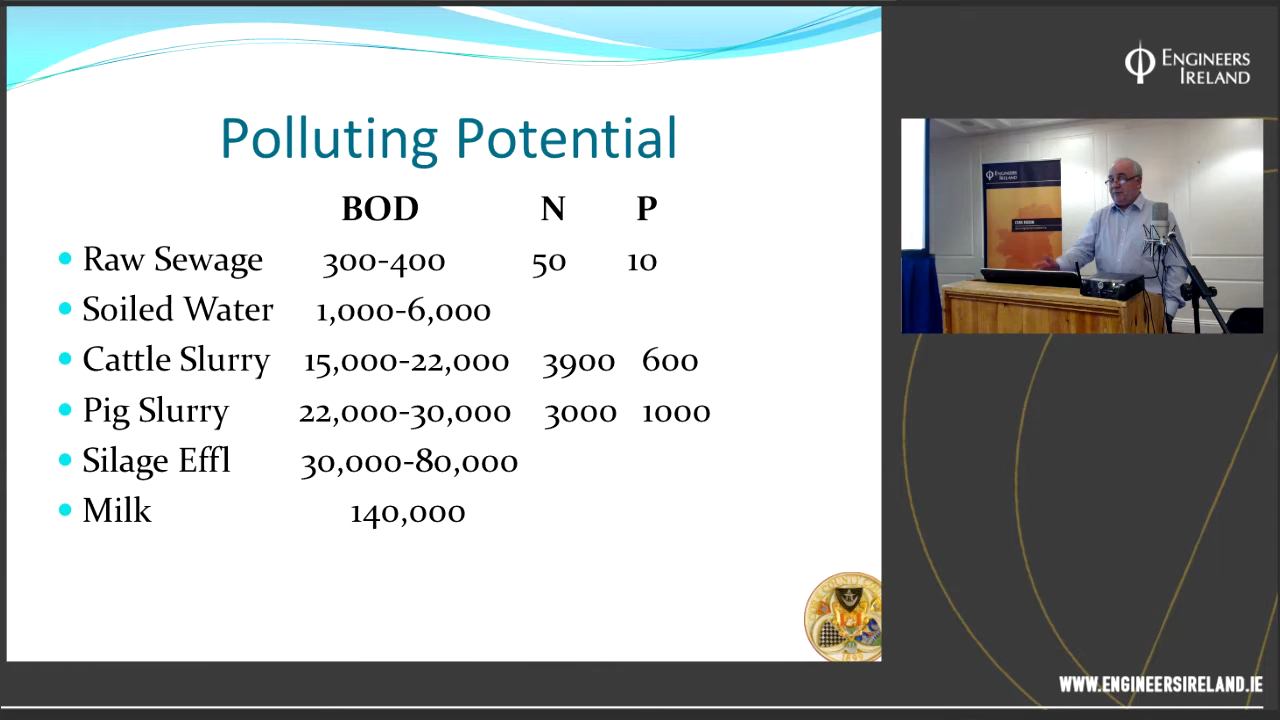 Polluting Potential
BOD N P
Raw Sewage 300-400 50 10
Soiled Water 1,000-6,000
Cattle Slurry 15,000-22,000 3900 600
Pig Slurry 22,000-30,000 3000 1000
Silage Effl 30,000-80,000
Milk 140,000
ENGINEERS
IRELAND
ENGINEERS
IRELAND
WWW.ENGINEERSIRELAND.IE